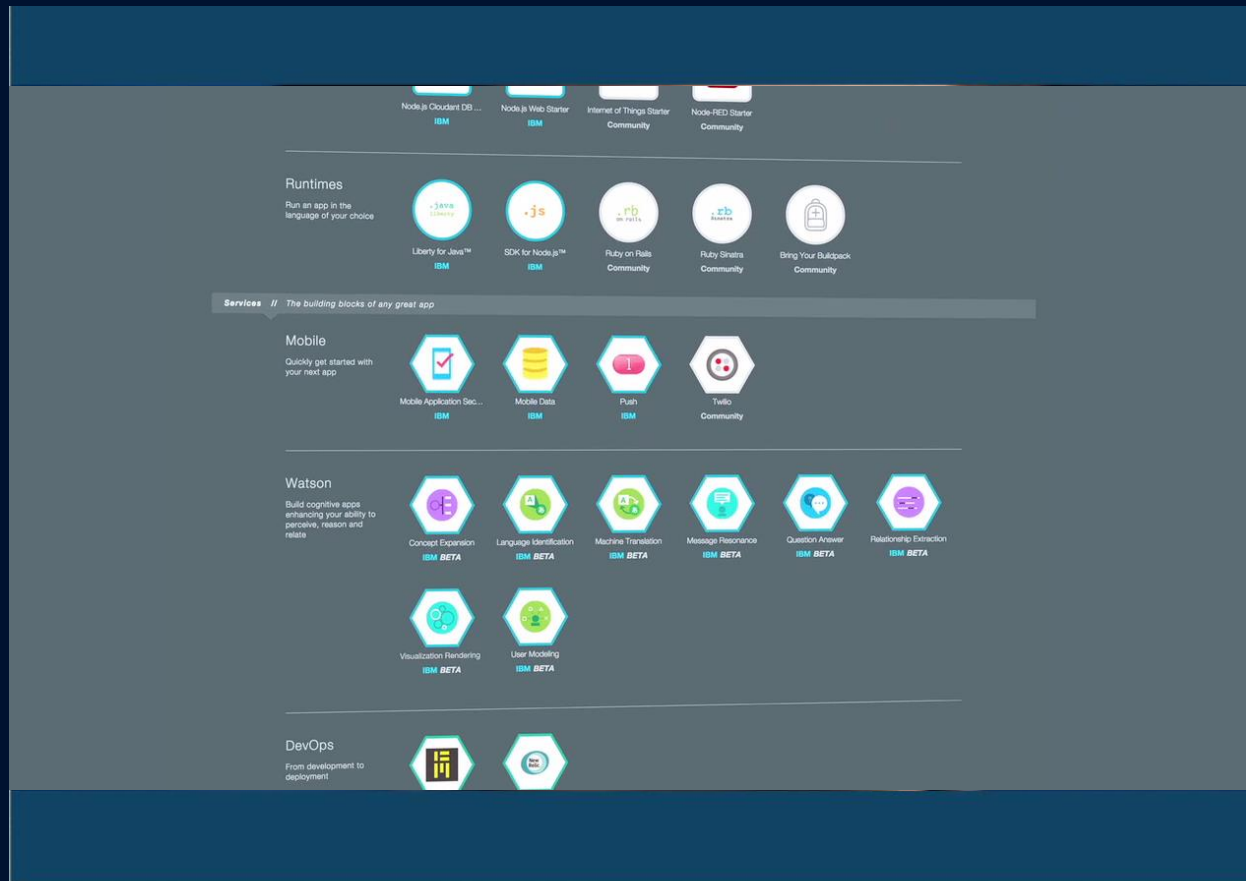 Node.js Cloudant DB ...
IBM
Node.js Web Starter
IBM
Internet of Things Starter
Community
Node-RED Starter
Community
Runtimes
Run an app in the
language of your choice
.java
Liberty
Liberty for Java™
IBM
.js
SDK for Node.js™
IBM
.rb
on rails
Ruby on Rails
Community
.rb
Sinatra
Ruby Sinatra
Community
Bring Your Buildpack
Community
Services // The building blocks of any great app
Mobile
Quickly get started with
your next app
Mobile Application Sec...
IBM
Mobile Data
IBM
1
Push
IBM
Twilio
Community
Watson
Build cognitive apps
enhancing your ability to
perceive, reason and
relate
Concept Expansion
IBM BETA
A
Language Identification
IBM BETA
A
Machine Translation
IBM BETA
Message Resonance
IBM BETA
Question Answer
IBM BETA
Relationship Extraction
IBM BETA
Visualization Rendering
IBM BETA
User Modeling
IBM BETA
DevOps
From development to
deployment
New
Relic